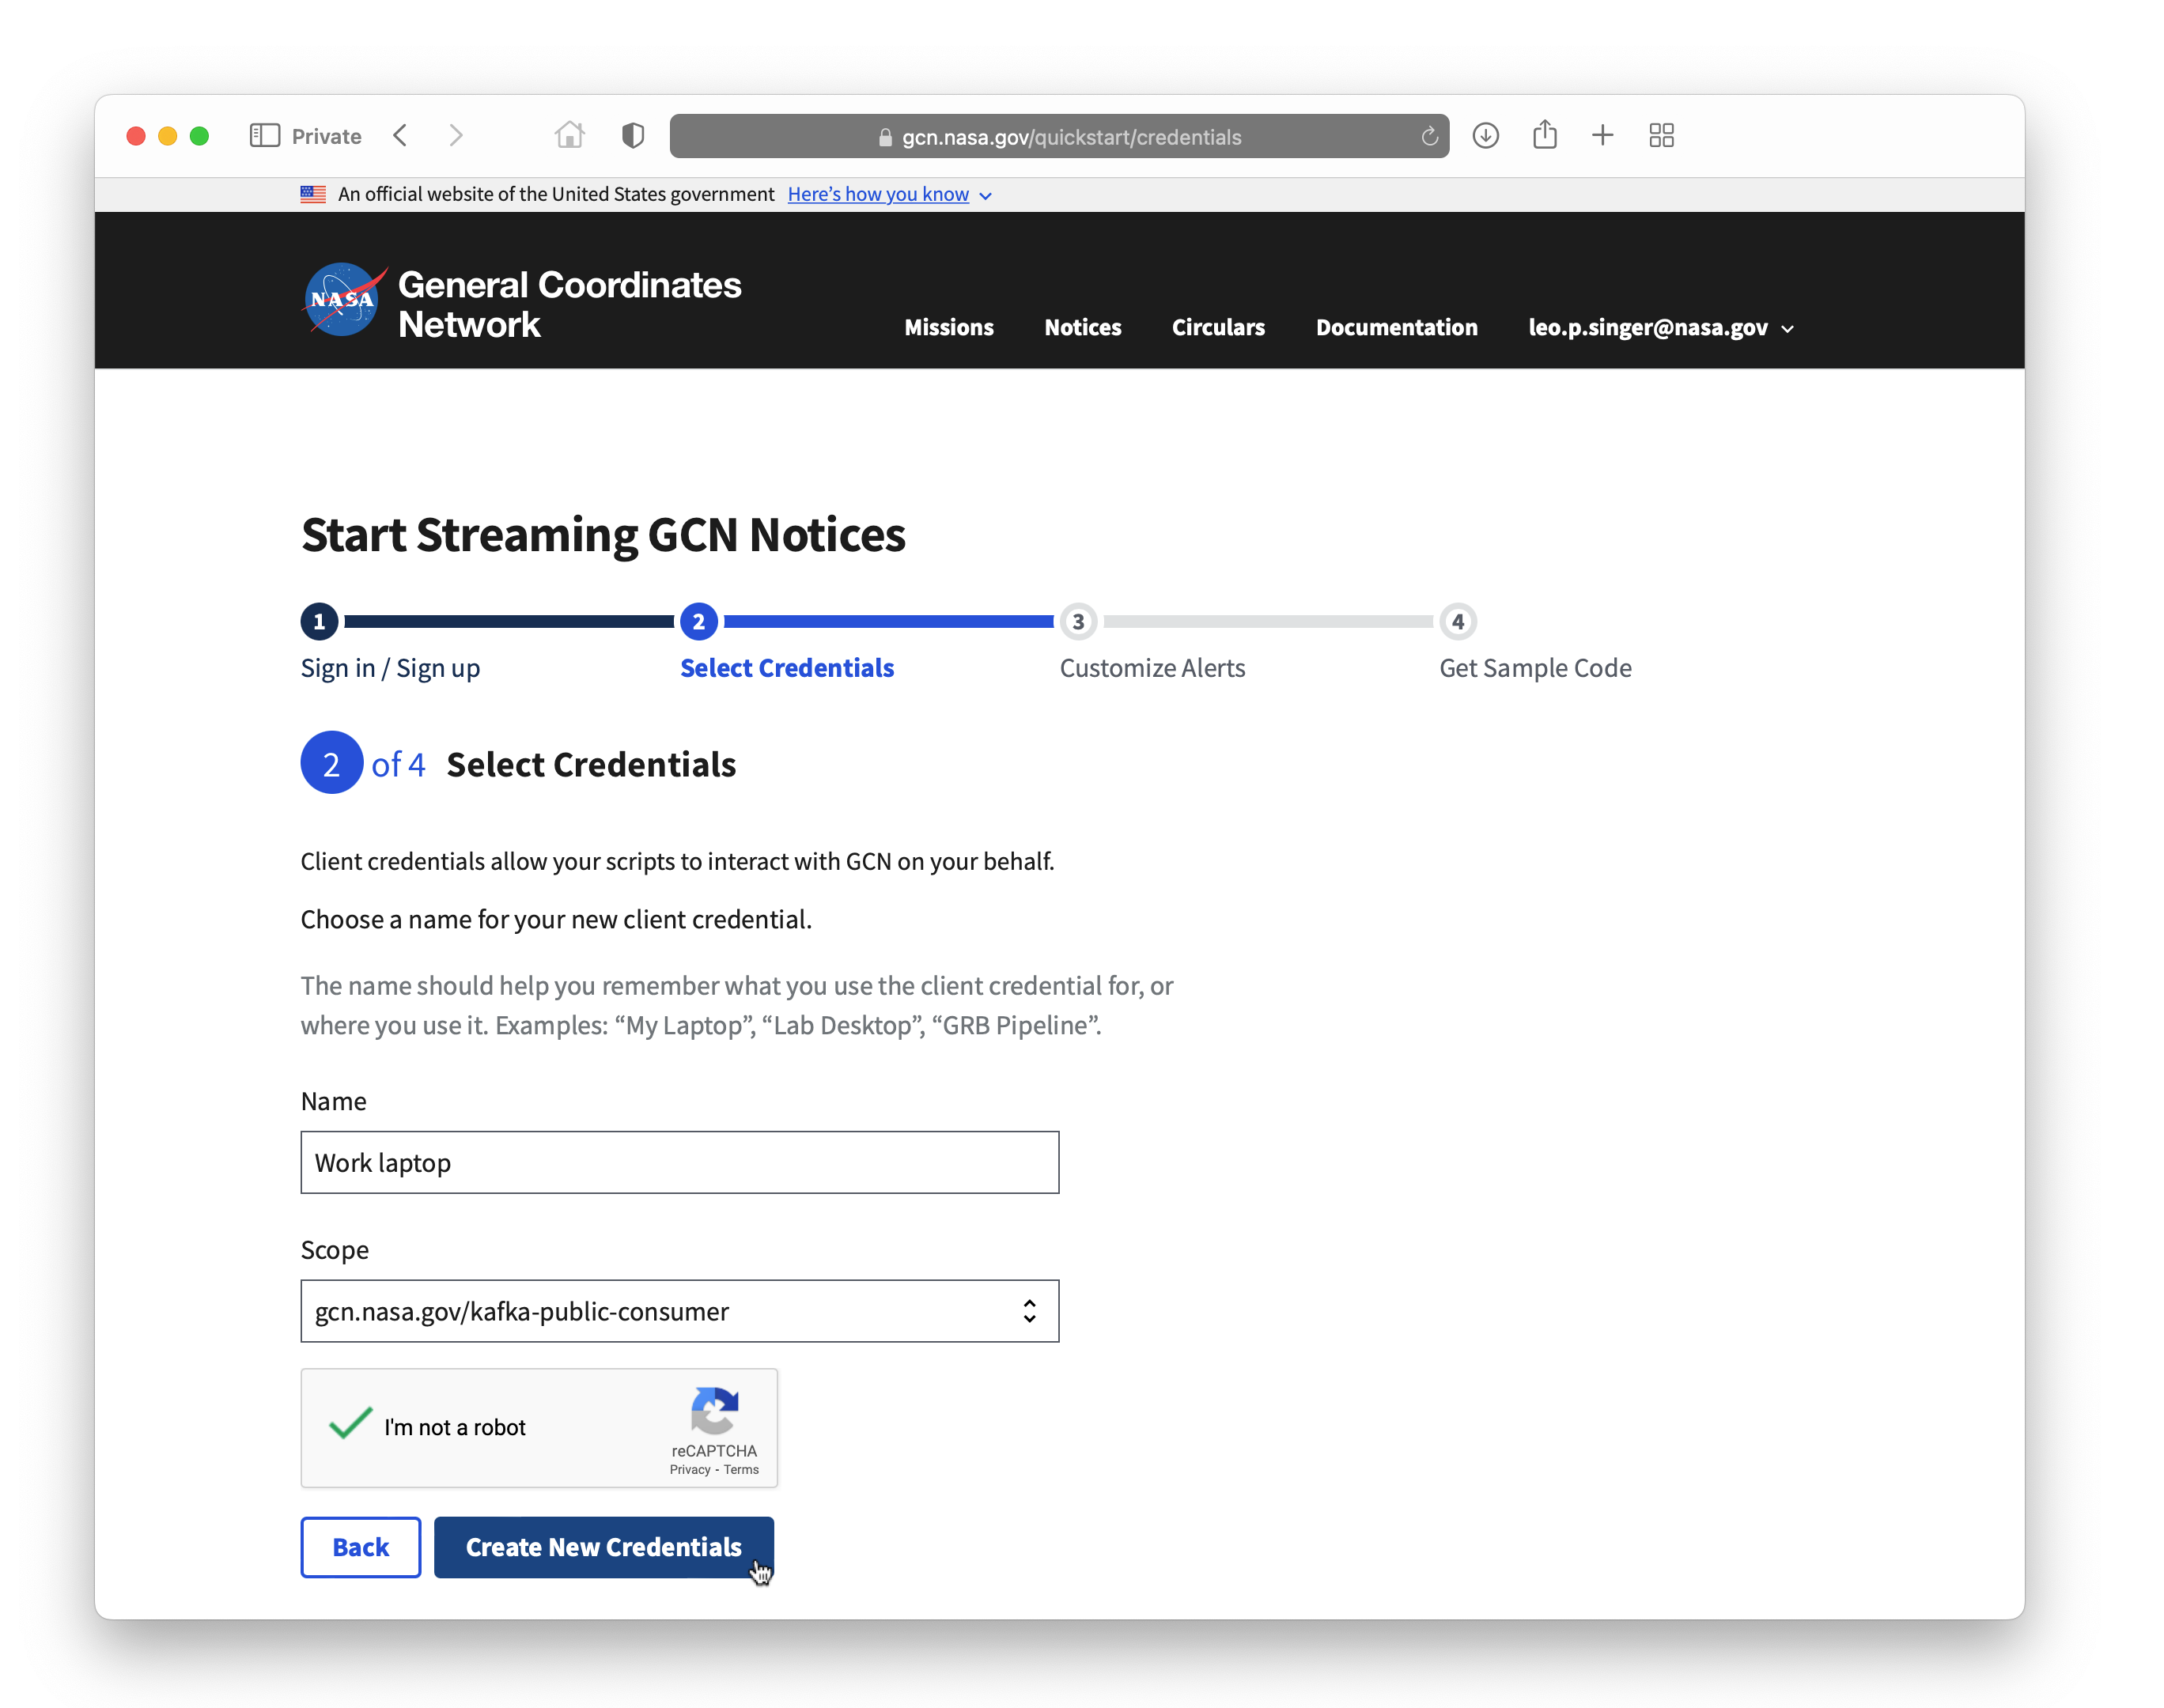 Private
gcn.nasa.gov/quickstart/credentials
An official website of the United States government Here’s how you know
NASA
General Coordinates
Network
Missions Notices Circulars Documentation leo.p.singer@nasa.gov
Start Streaming GCN Notices
1 2 3 4
Sign in / Sign up Select Credentials Customize Alerts Get Sample Code
2 of 4 Select Credentials
Client credentials allow your scripts to interact with GCN on your behalf.
Choose a name for your new client credential.
The name should help you remember what you use the client credential for, or
where you use it. Examples: “My Laptop”, “Lab Desktop”, “GRB Pipeline”.
Name
Work laptop
Scope
gcn.nasa.gov/kafka-public-consumer
I'm not a robot
reCAPTCHA
Privacy - Terms
Back Create New Credentials